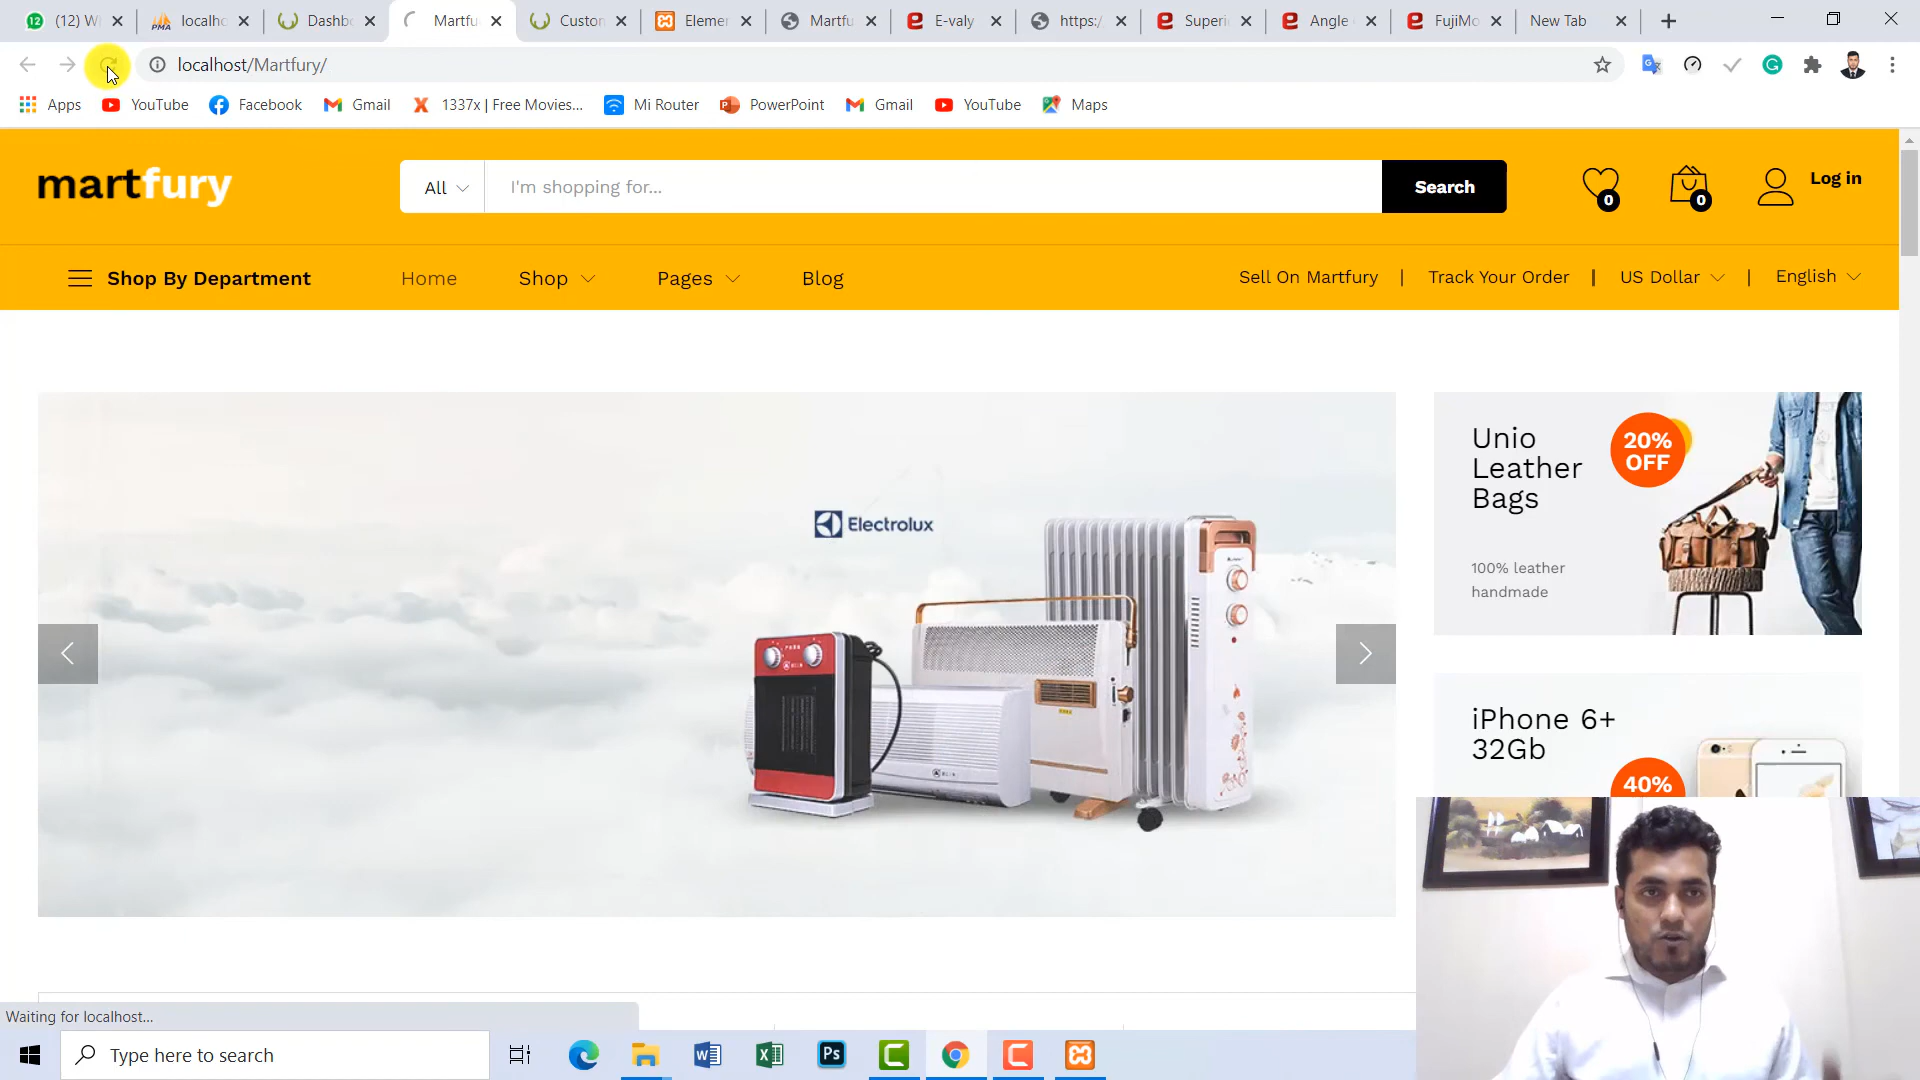 (12) W
localho
Dashb
Martfu
Custon
Elemer
Martfu
E-valy
https:/
Superi
Angle
FujiMo
New Tab
localhost/Martfury/
Apps
YouTube
Facebook
Gmail
1337x | Free Movies...
Mi Router
PowerPoint
Gmail
YouTube
Maps
martfury
All
I'm shopping for...
Search
0
0
Log in
Shop By Department
Home
Shop
Pages
Blog
Sell On Martfury
Track Your Order
US Dollar
English
Electrolux
Unio
Leather
Bags
20%
OFF
100% leather
handmade
iPhone 6+
32Gb
40%
Waiting for localhost...
Type here to search